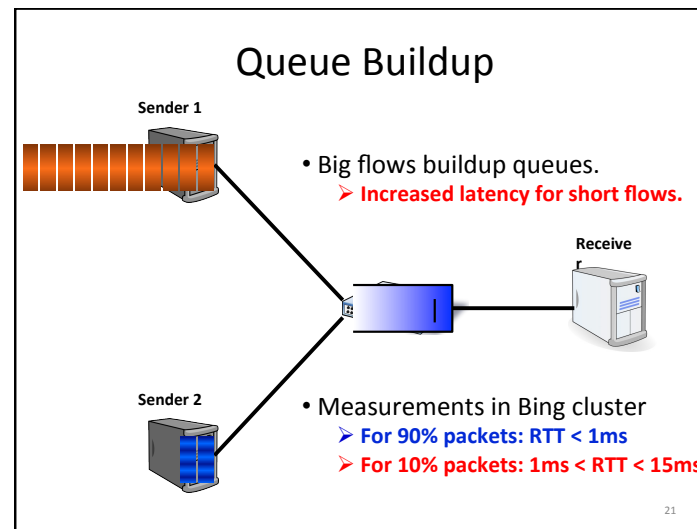 Queue Buildup
Sender 1
• Big flows buildup queues.
➤ Increased latency for short flows.
Receive
r
Sender 2
• Measurements in Bing cluster
➤ For 90% packets: RTT < 1ms
➤ For 10% packets: 1ms < RTT < 15ms
21